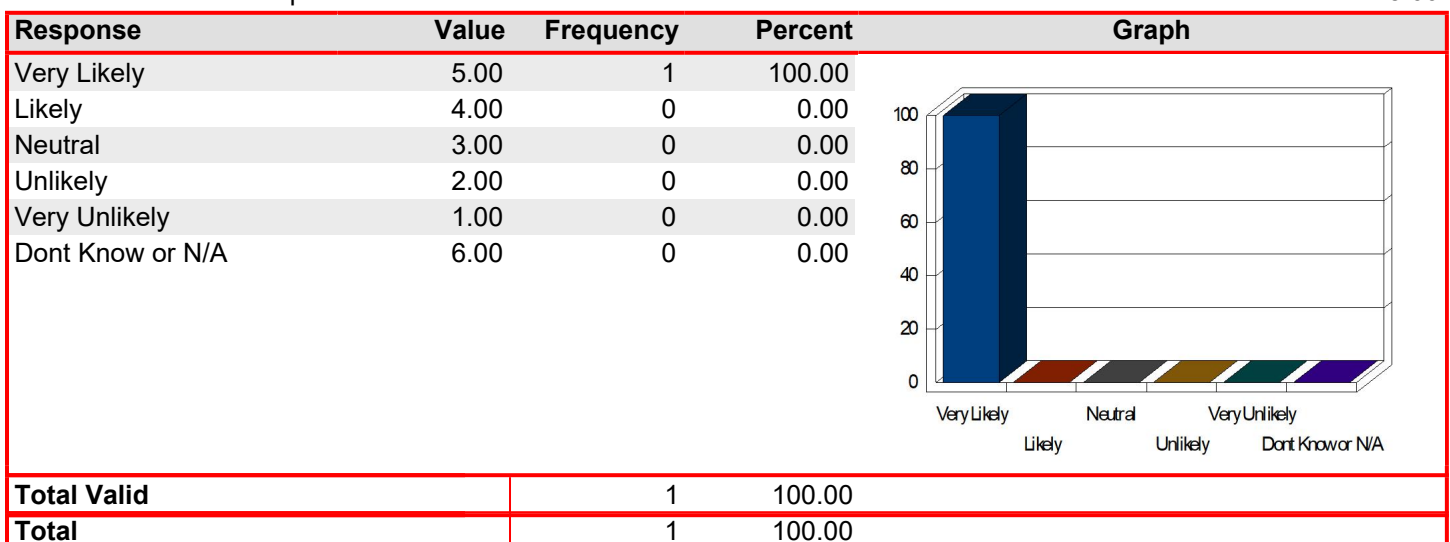 Response Value Frequency Percent Graph
Very Likely 5.00 1 100.00
Likely 4.00 0 0.00
Neutral 3.00 0 0.00
Unlikely 2.00 0 0.00
Very Unlikely 1.00 0 0.00
Dont Know or N/A 6.00 0 0.00
100
80
60
40
20
0
Very Likely Neutral Very Unlikely
Likely Unlikely Dont Know or N/A
Total Valid 1 100.00
Total 1 100.00